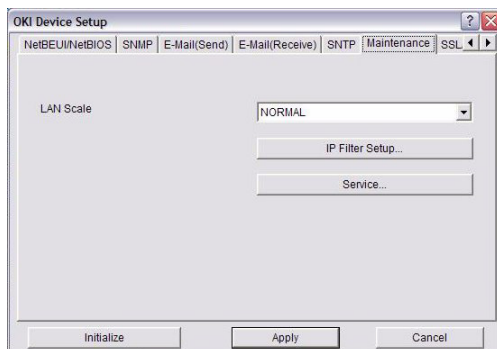 OKI Device Setup
NetBEUI/NetBIOS SNMP E-Mail(Send) E-Mail(Receive) SNTP Maintenance SSL
LAN Scale NORMAL
IP Filter Setup...
Service...
Initialize Apply Cancel